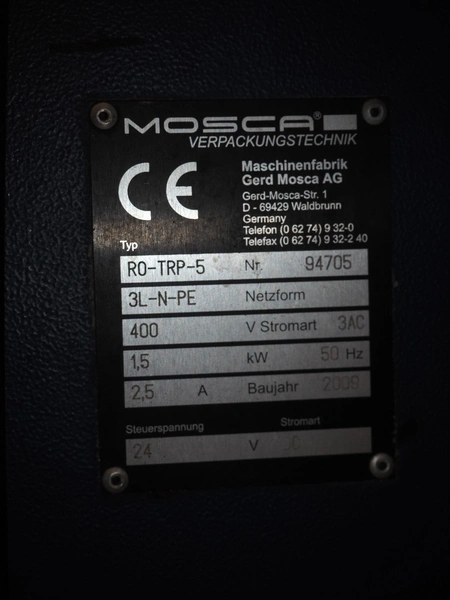 MOSCA®
VERPACKUNGSTECHNIK
CE
Maschinenfabrik
Gerd Mosca AG
Gerd-Mosca-Str. 1
D - 69429 Waldbrunn
Germany
Telefon (0 62 74) 9 32-0
Telefax (0 62 74) 9 32-2 40
Typ
RO-TRP-5 Nr. 94705
3L-N-PE Netzform
400 V Stromart 3AC
1,5 kW 50 Hz
2,5 A Baujahr 2009
Steuerspannung Stromart
24 V